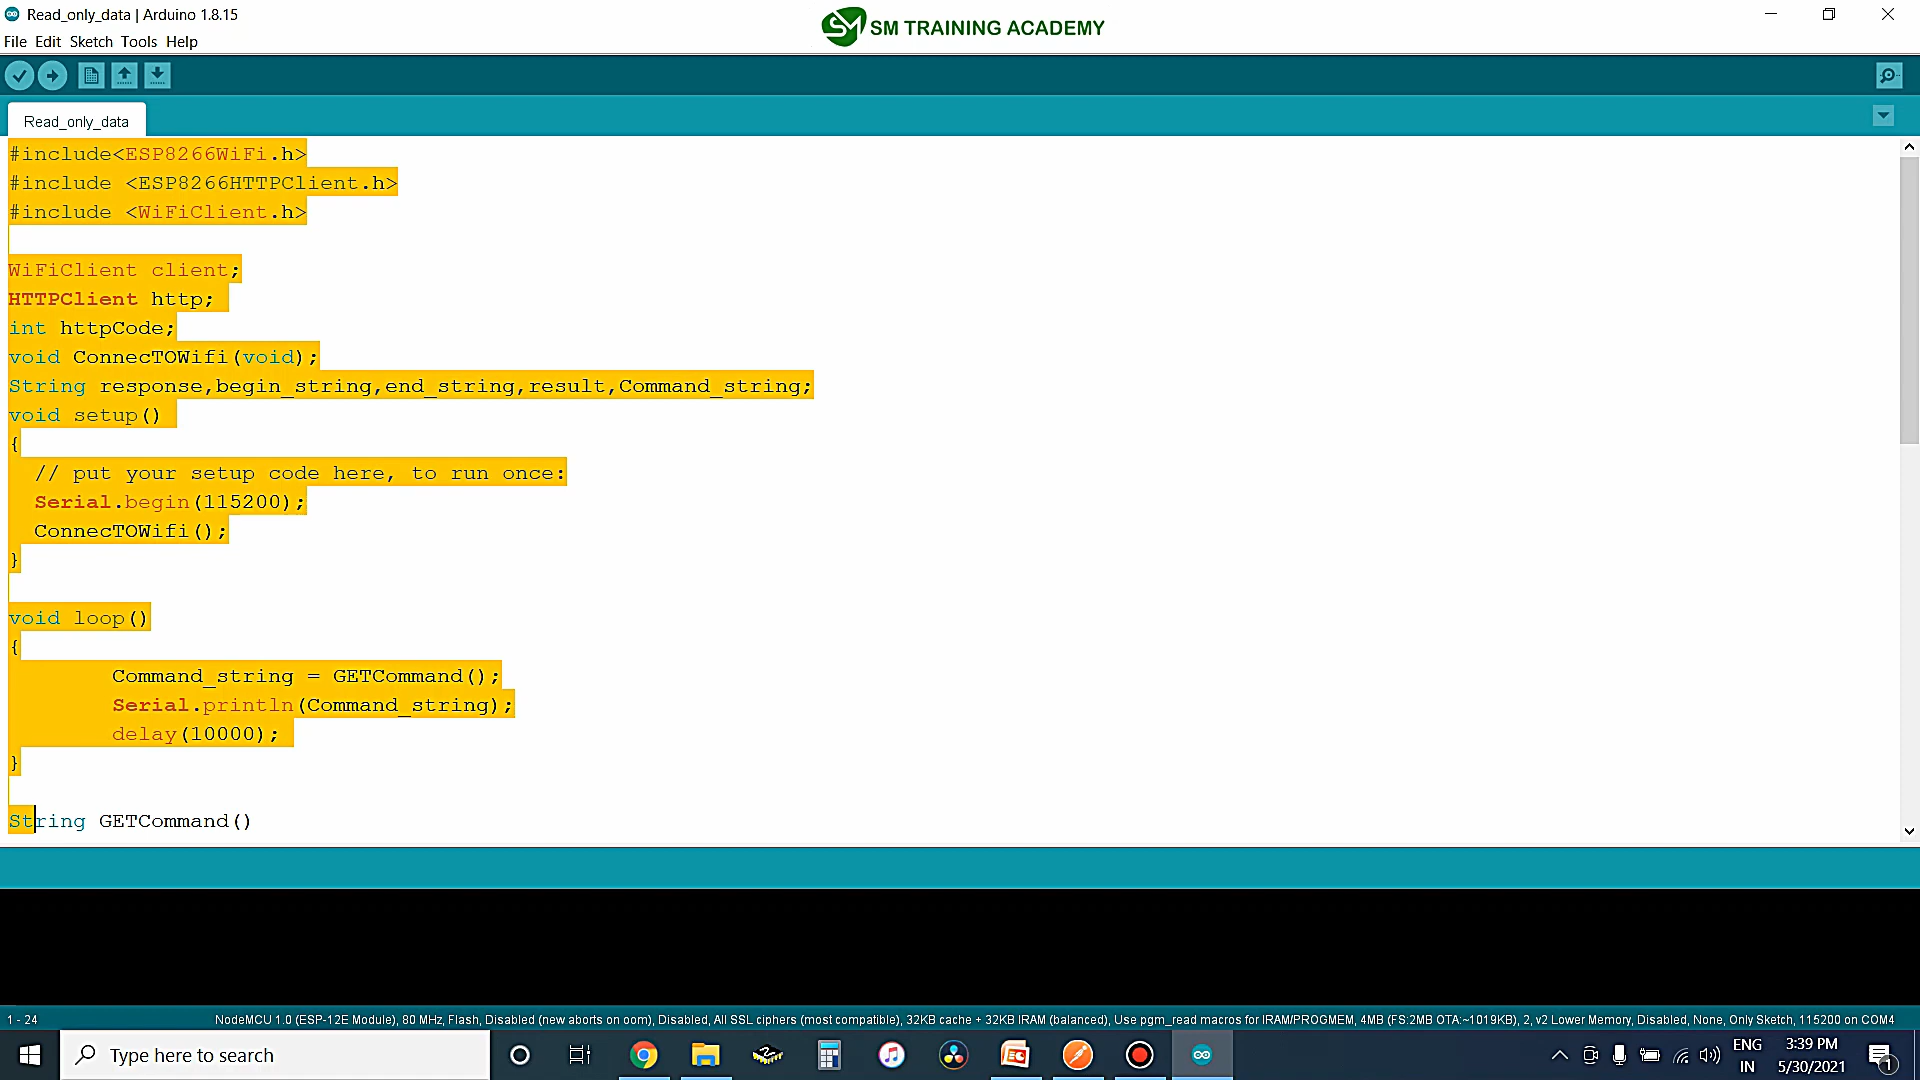 Read_only_data | Arduino 1.8.15
SM TRAINING ACADEMY
File Edit Sketch Tools Help
Read_only_data
#include<ESP8266WiFi.h>
#include <ESP8266HTTPClient.h>
#include <WiFiClient.h>
WiFiClient client;
HTTPClient http;
int httpCode;
void ConnecTOWifi(void);
String response,begin_string,end_string,result,Command_string;
void setup()
{
// put your setup code here, to run once:
Serial.begin(115200);
ConnecTOWifi();
}
void loop()
{
Command_string = GETCommand();
Serial.println(Command_string);
delay(10000);
}
String GETCommand()
1 - 24
NodeMCU 1.0 (ESP-12E Module), 80 MHz, Flash, Disabled (new aborts on oom), Disabled, All SSL ciphers (most compatible), 32KB cache + 32KB IRAM (balanced), Use pgm_read macros for IRAM/PROGMEM, 4MB (FS:2MB OTA:~1019KB), 2, v2 Lower Memory, Disabled, None, Only Sketch, 115200 on COM4
Type here to search
ENG
IN
3:39 PM
5/30/2021
1